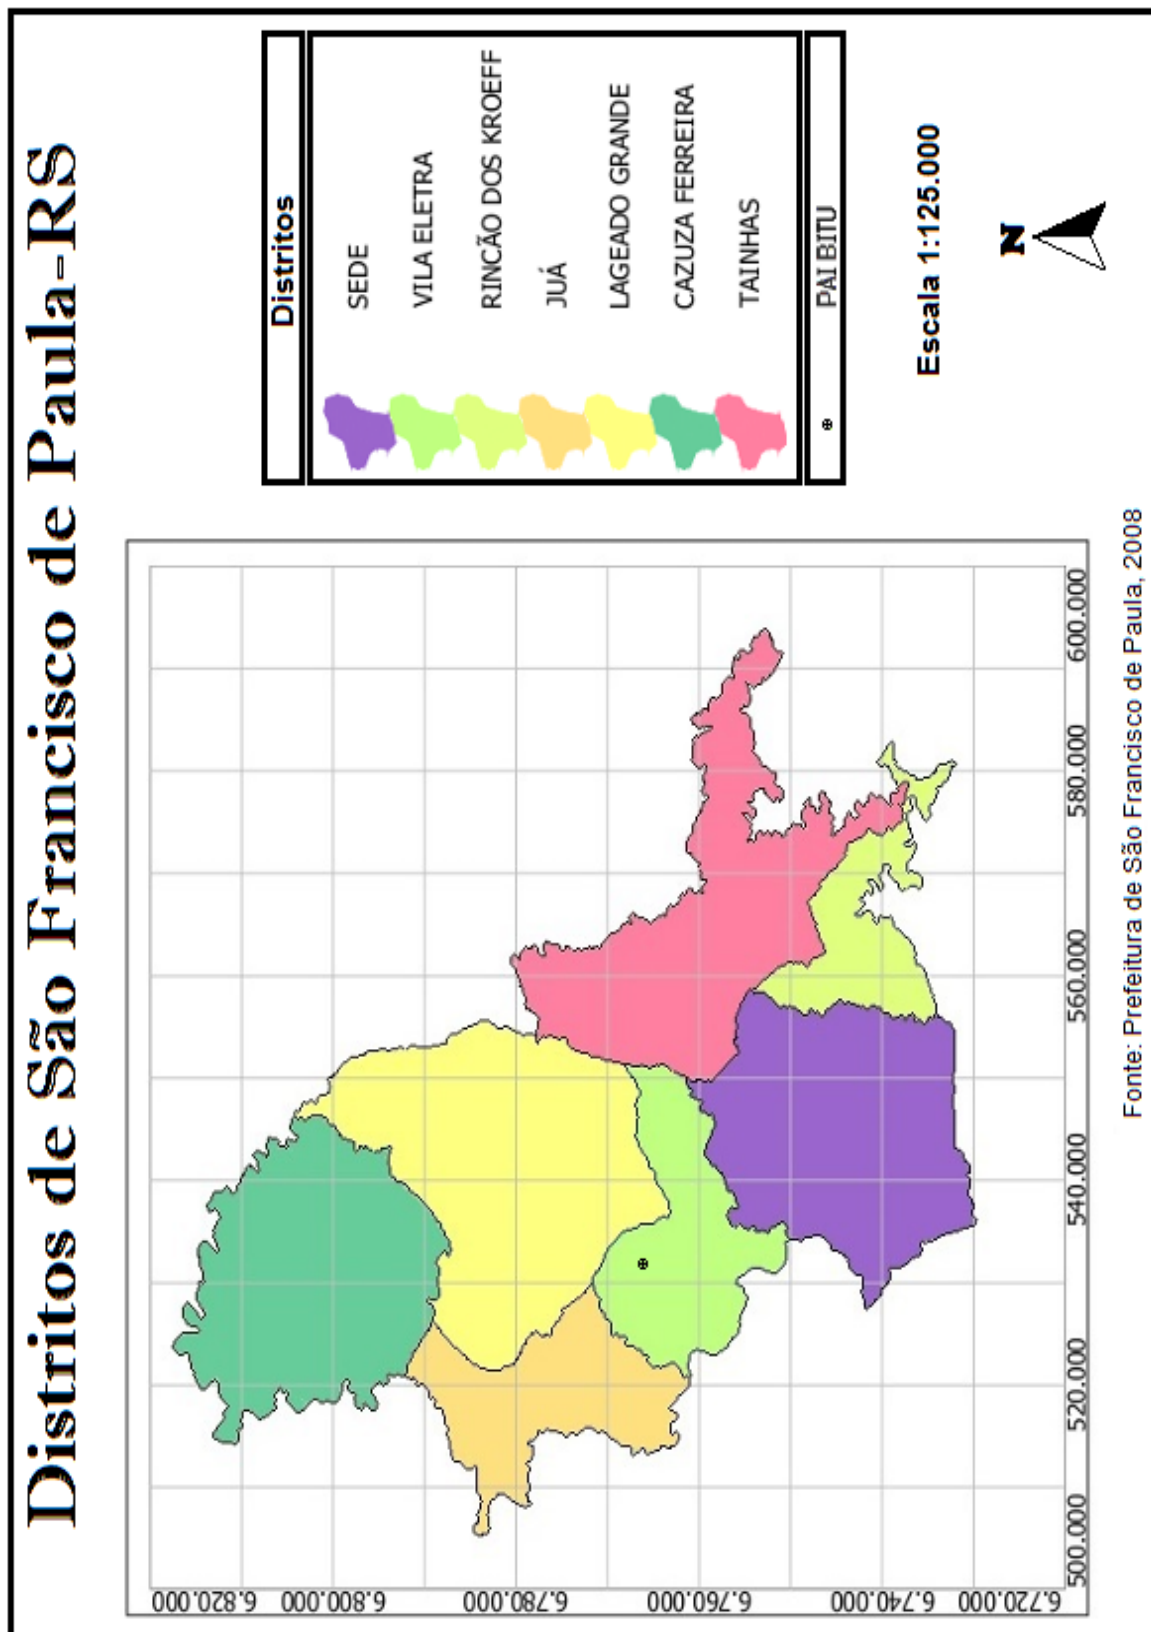 Distritos de São Francisco de Paula-RS
Distritos
SEDE
VILA ELETRA
RINCÃO DOS KROEFF
JUÁ
LAGEADO GRANDE
CAZUZA FERREIRA
TAINHAS
PAI BITU
Escala 1:125.000
N
6.820.000
6.800.000
6.780.000
6.760.000
6.740.000
6.720.000
500.000 520.000 540.000 560.000 580.000 600.000
Fonte: Prefeitura de São Francisco de Paula, 2008